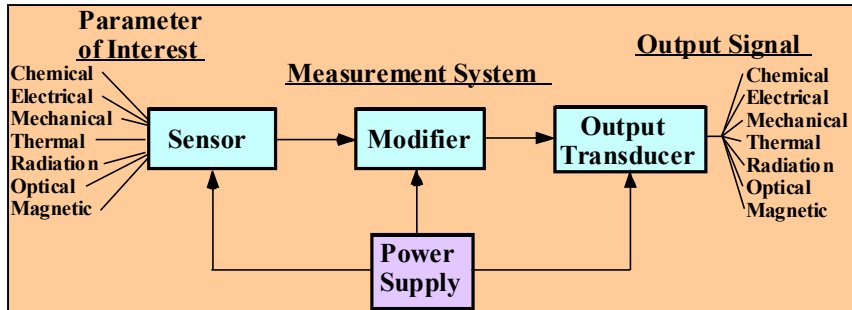 Parameter
of Interest
Chemical
Electrical
Mechanical
Thermal
Radiation
Optical
Magnetic
Measurement System
Sensor
Modifier
Output
Transducer
Power
Supply
Output Signal
Chemical
Electrical
Mechanical
Thermal
Radiation
Optical
Magnetic